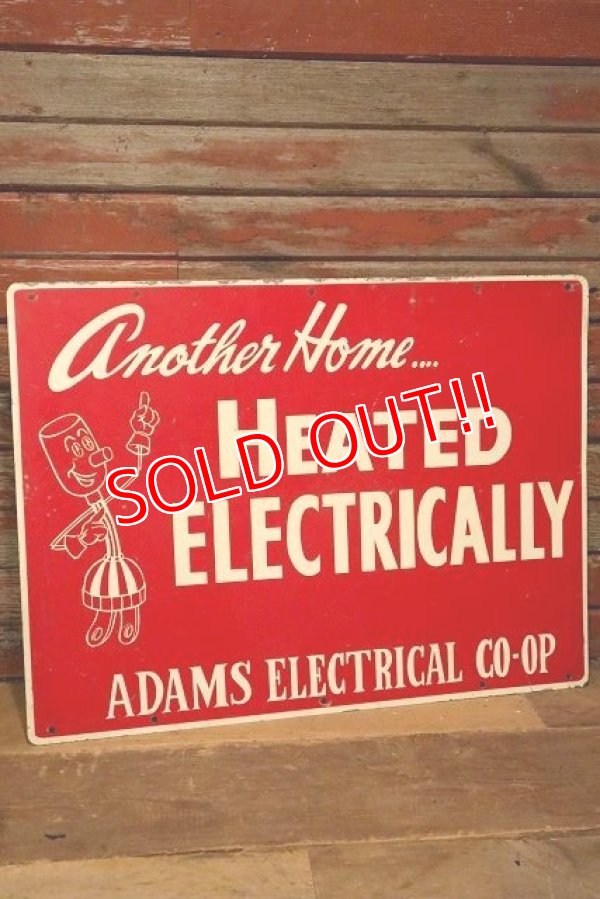 Another Home....
HEATED
SOLD OUT!!
ELECTRICALLY
ADAMS ELECTRICAL CO-OP